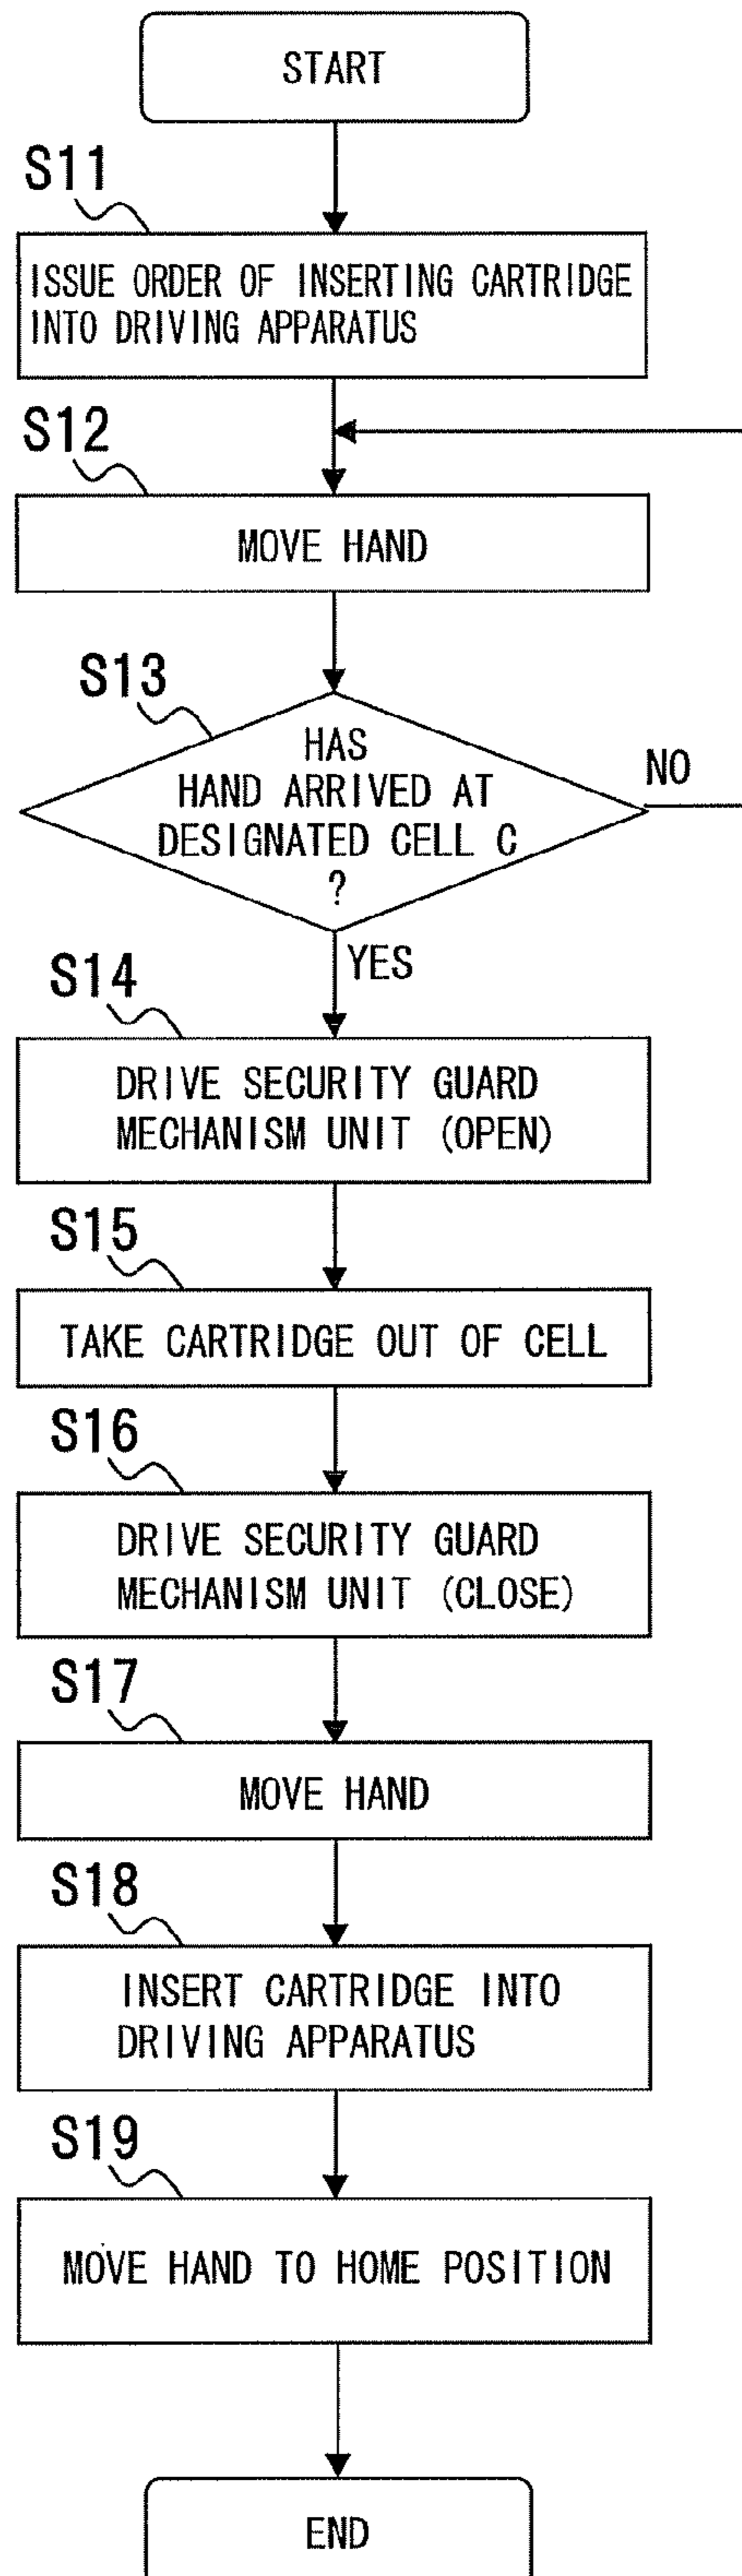 START
S11
ISSUE ORDER OF INSERTING CARTRIDGE
INTO DRIVING APPARATUS
S12
MOVE HAND
S13
HAS
HAND ARRIVED AT
DESIGNATED CELL C
?
NO
YES
S14
DRIVE SECURITY GUARD
MECHANISM UNIT (OPEN)
S15
TAKE CARTRIDGE OUT OF CELL
S16
DRIVE SECURITY GUARD
MECHANISM UNIT (CLOSE)
S17
MOVE HAND
S18
INSERT CARTRIDGE INTO
DRIVING APPARATUS
S19
MOVE HAND TO HOME POSITION
END